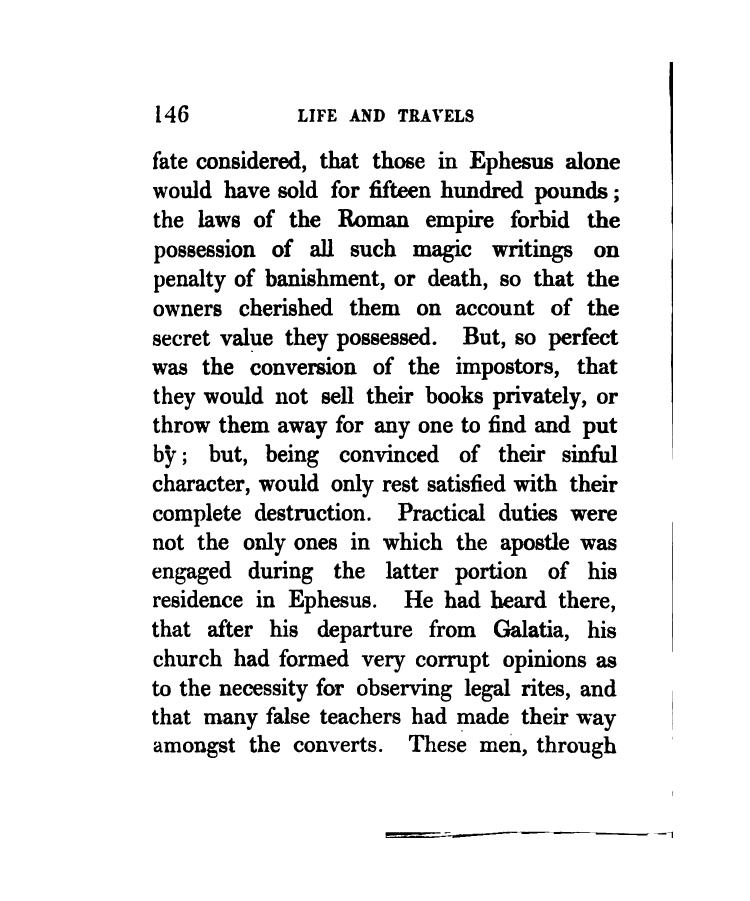 146 LIFE AND TRAVELS
fate considered, that those in Ephesus alone
would have sold for fifteen hundred pounds ;
the laws of the Roman empire forbid the
possession of all such magic writings on
penalty of banishment, or death, so that the
owners cherished them on account of the
secret value they possessed. But, so perfect
was the conversion of the impostors, that
they would not sell their books privately, or
throw them away for any one to find and put
by ; but, being convinced of their sinful
character, would only rest satisfied with their
complete destruction. Practical duties were
not the only ones in which the apostle was
engaged during the latter portion of his
residence in Ephesus. He had heard there,
that after his departure from Galatia, his
church had formed very corrupt opinions as
to the necessity for observing legal rites, and
that many false teachers had made their way
amongst the converts. These men, through